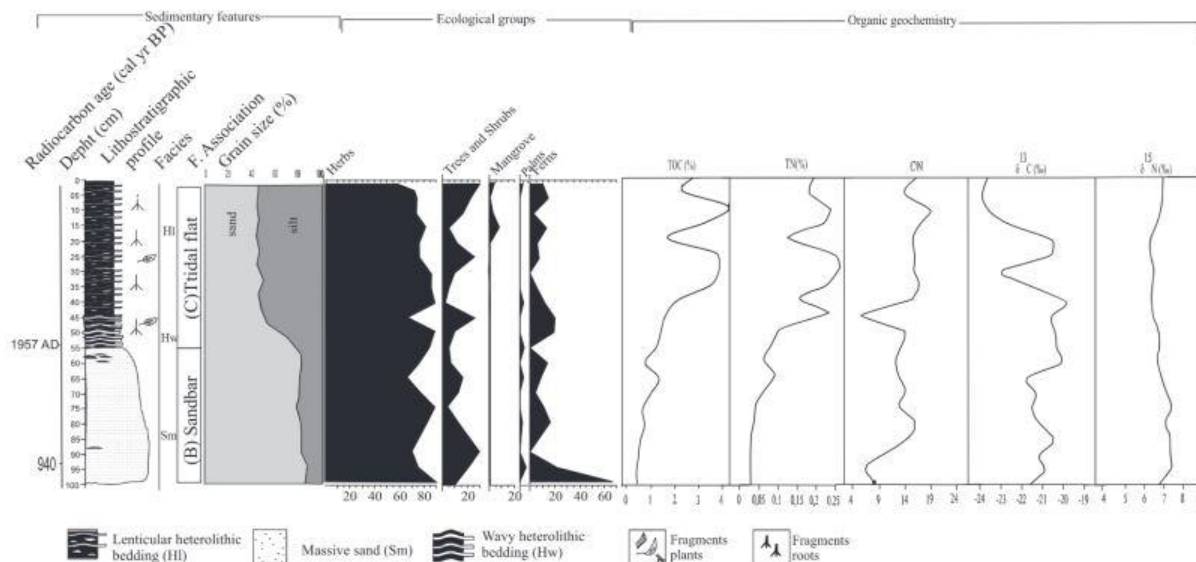 Sedimentary features
Ecological groups
Organic geochemistry
Radiocarbon age (cal yr BP)
Depht (cm)
Lithostratigraphic
profile
Facies
F. Association
Grain size (%)
Herbs
Trees and Shrubs
Mangrove
Palms
Ferns
TOC (%)
TN(%)
C/N
13
δ C (‰)
15
δ N (‰)
0 20 40 60 80 100
0
5
10
15
20
25
30
35
40
45
50
55
60
65
70
75
80
85
90
95
100
1957 AD
940
Hl
Hw
Sm
(C)Ttidal flat
(B) Sandbar
sand
silt
20 40 60 80
20
20
20 40 60
0 1 2 3 4
0 0,05 0,1 0,15 0,2 0,25
4 9 14 19 24
-24 -23 -22 -21 -20 -19
4 5 6 7 8
Lenticular heterolithic
bedding (Hl)
Massive sand (Sm)
Wavy heterolithic
bedding (Hw)
Fragments
plants
Fragments
roots